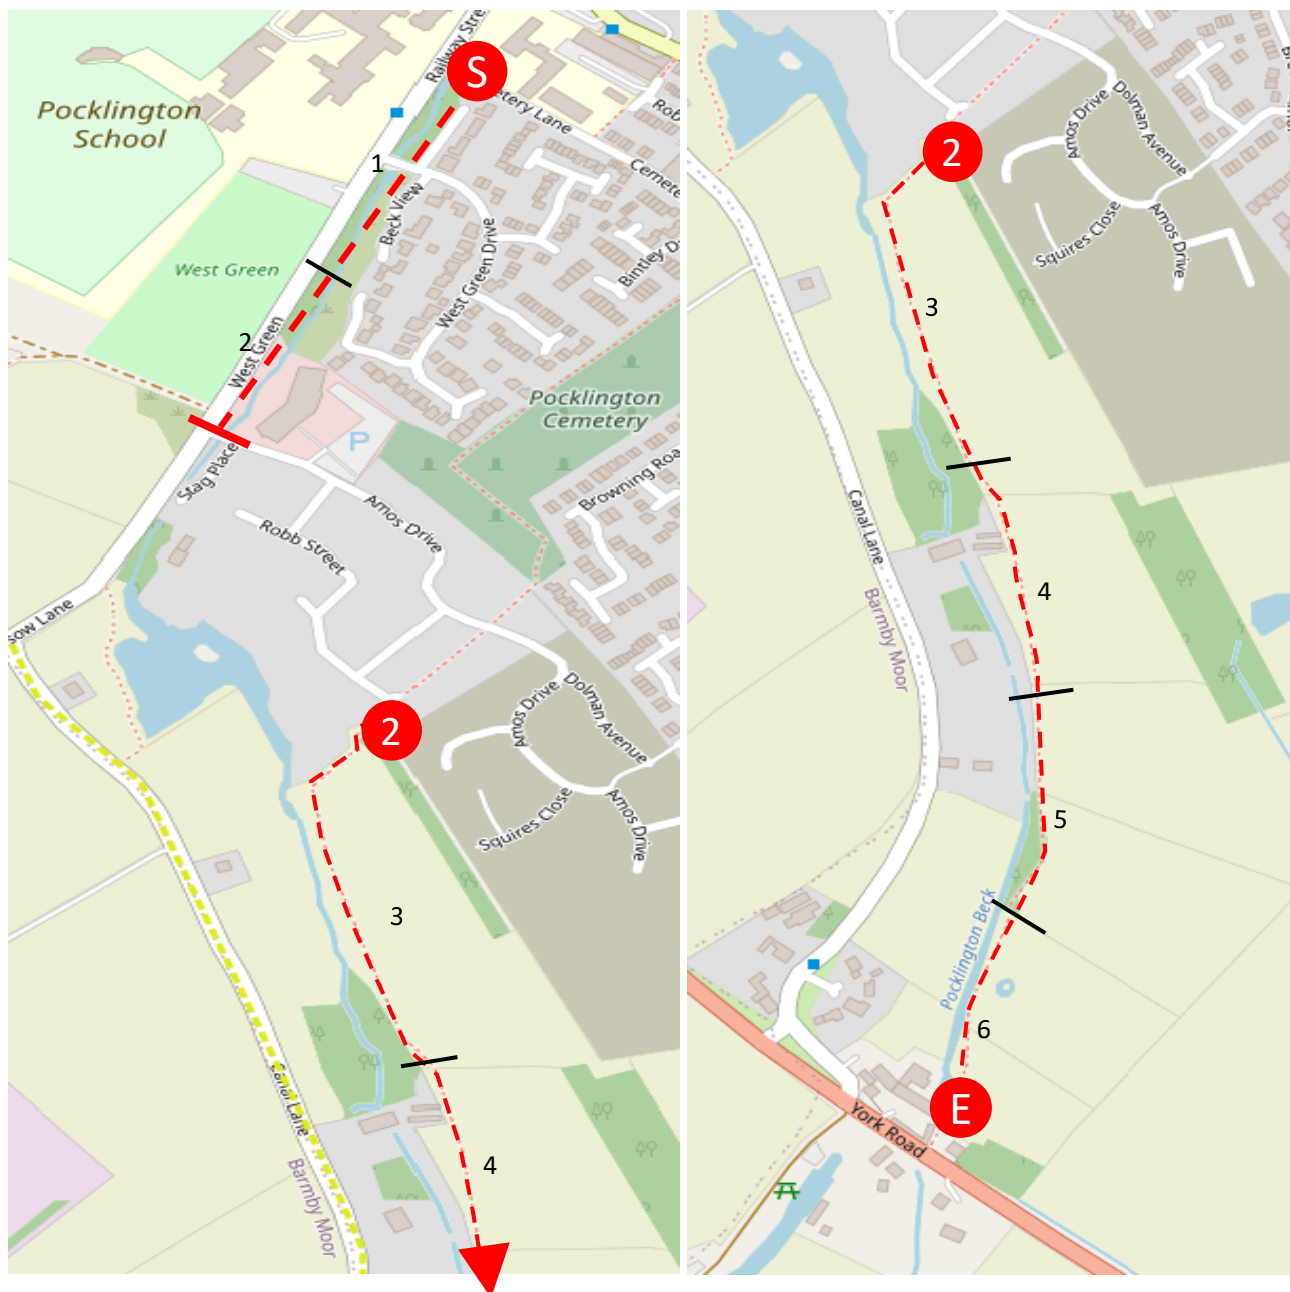 Railway Stre
S
etery Lane
Rob
Cemete
Pocklington
School
1
Beck View
West Green
West Green Drive
Bintley D
2
West Green
Pocklington
Cemetery
P
Stag Place
Browning Roa
Amos Drive
Robb Street
sow Lane
Dolman Avenue
Amos Drive
2
Squires Close
Amos Drive
3
Canal Lane
Barmby Moor
4
Dolman Avenue
Amos Drive
2
Squires Close
Amos Drive
3
Canal Lane
Barmby Moor
4
5
Pocklington Beck
6
E
York Road